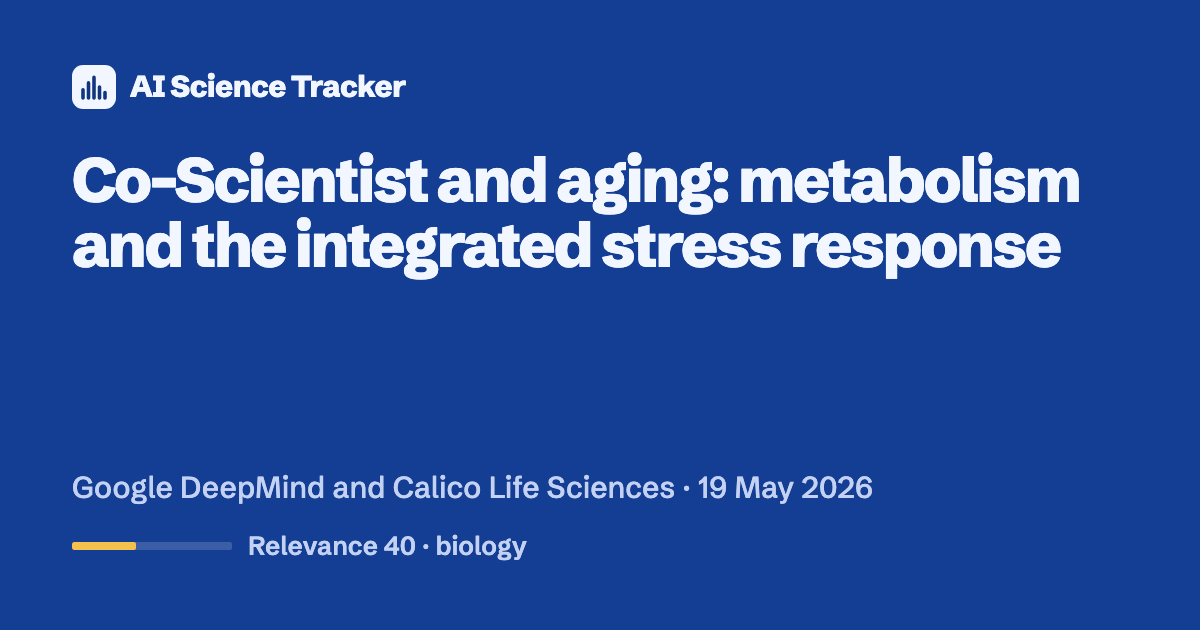 AI Science Tracker
Co-Scientist and aging: metabolism
and the integrated stress response
Google DeepMind and Calico Life Sciences · 19 May 2026
Relevance 40 · biology